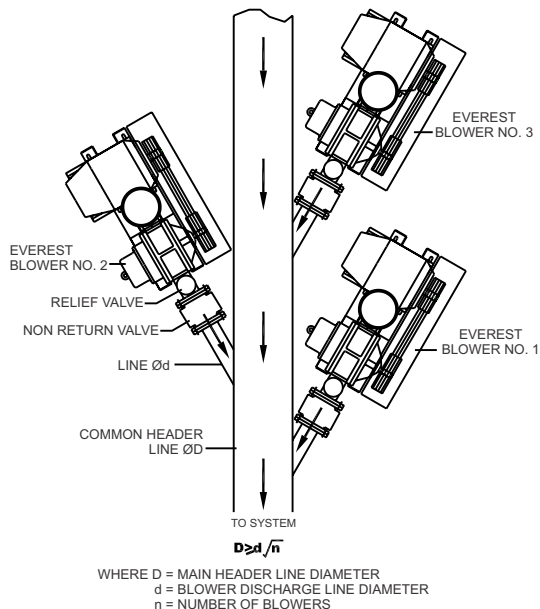 EVEREST
BLOWER NO. 3
EVEREST
BLOWER NO. 2
RELIEF VALVE
NON RETURN VALVE
EVEREST
BLOWER NO. 1
LINE Ød
COMMON HEADER
LINE ØD
TO SYSTEM
D≥d√n
WHERE D = MAIN HEADER LINE DIAMETER
d = BLOWER DISCHARGE LINE DIAMETER
n = NUMBER OF BLOWERS